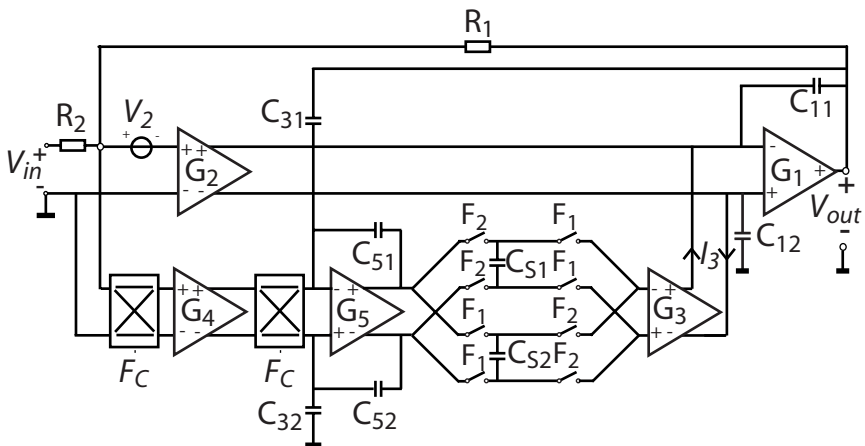 R1
C31
C11
R2
V2
+ -
Vin
+
-
+ +
G2
- -
-
G1
+
+
+
Vout
-
C12
I3
C51
F2
F1
F2
CS1
F1
+ +
G4
- -
- +
G5
+ -
- +
G3
+ -
F1
F2
F1
CS2
F2
FC
FC
C32
C52